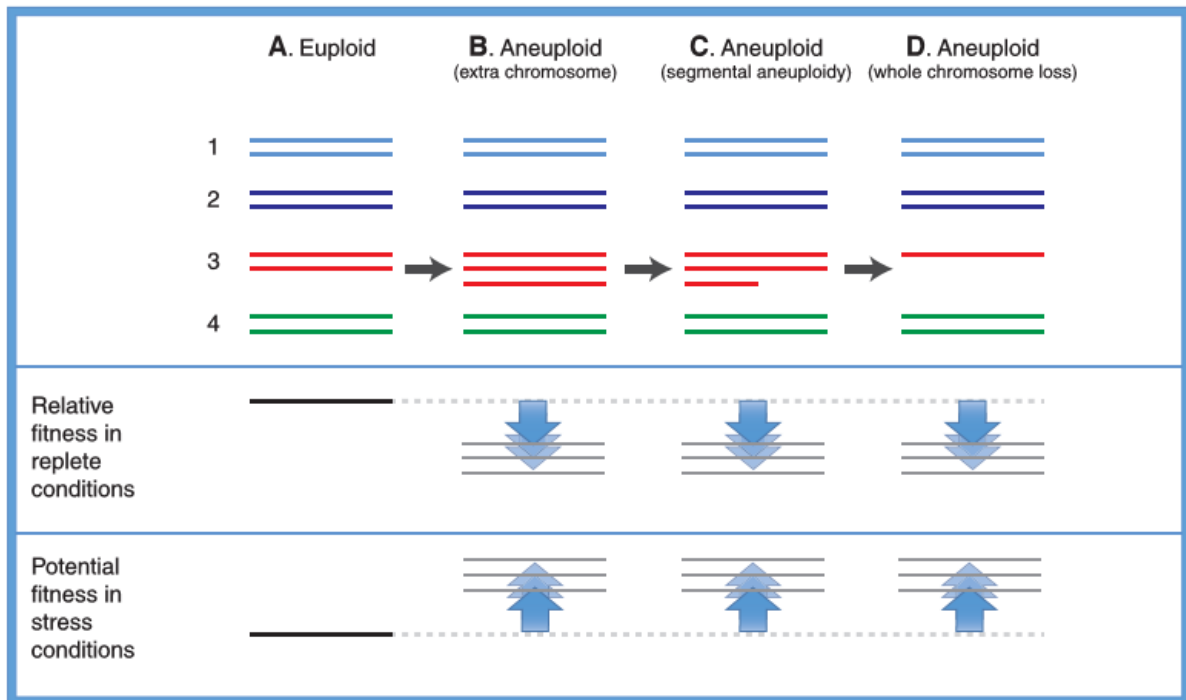 A. Euploid
B. Aneuploid
(extra chromosome)
C. Aneuploid
(segmental aneuploidy)
D. Aneuploid
(whole chromosome loss)
1
2
3
4
Relative
fitness in
replete
conditions
Potential
fitness in
stress
conditions